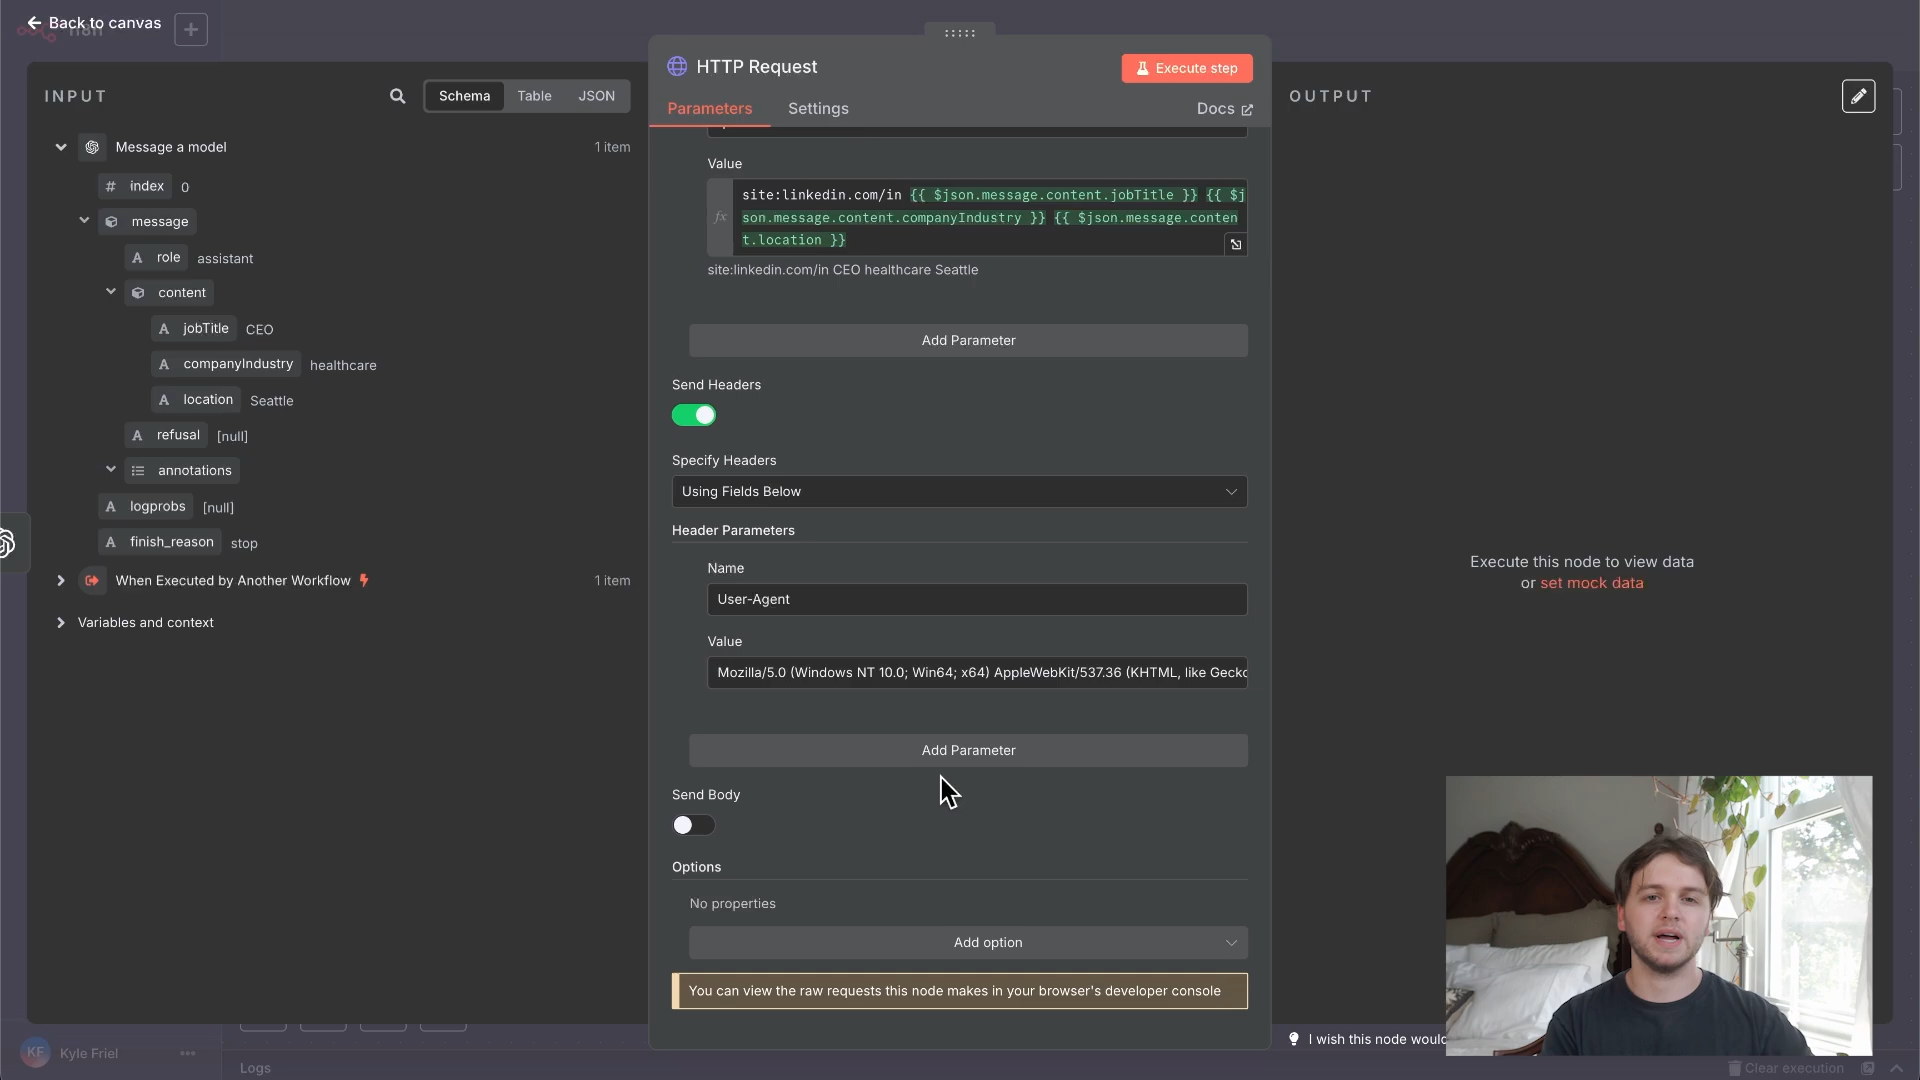 Back to canvas
n8n
INPUT
Schema
Table
JSON
Message a model
1 item
# index 0
message
A role assistant
content
A jobTitle CEO
A companyIndustry healthcare
A location Seattle
A refusal [null]
annotations
A logprobs [null]
A finish_reason stop
When Executed by Another Workflow
1 item
Variables and context
KF Kyle Friel
Logs
HTTP Request
Execute step
Parameters
Settings
Docs
Value
fx
site:linkedin.com/in {{ $json.message.content.jobTitle }} {{ $j
son.message.content.companyIndustry }} {{ $json.message.conten
t.location }}
site:linkedin.com/in CEO healthcare Seattle
Add Parameter
Send Headers
Specify Headers
Using Fields Below
Header Parameters
Name
User-Agent
Value
Mozilla/5.0 (Windows NT 10.0; Win64; x64) AppleWebKit/537.36 (KHTML, like Gecko
Add Parameter
Send Body
Options
No properties
Add option
You can view the raw requests this node makes in your browser's developer console
OUTPUT
Execute this node to view data
or set mock data
I wish this node would
Clear execution